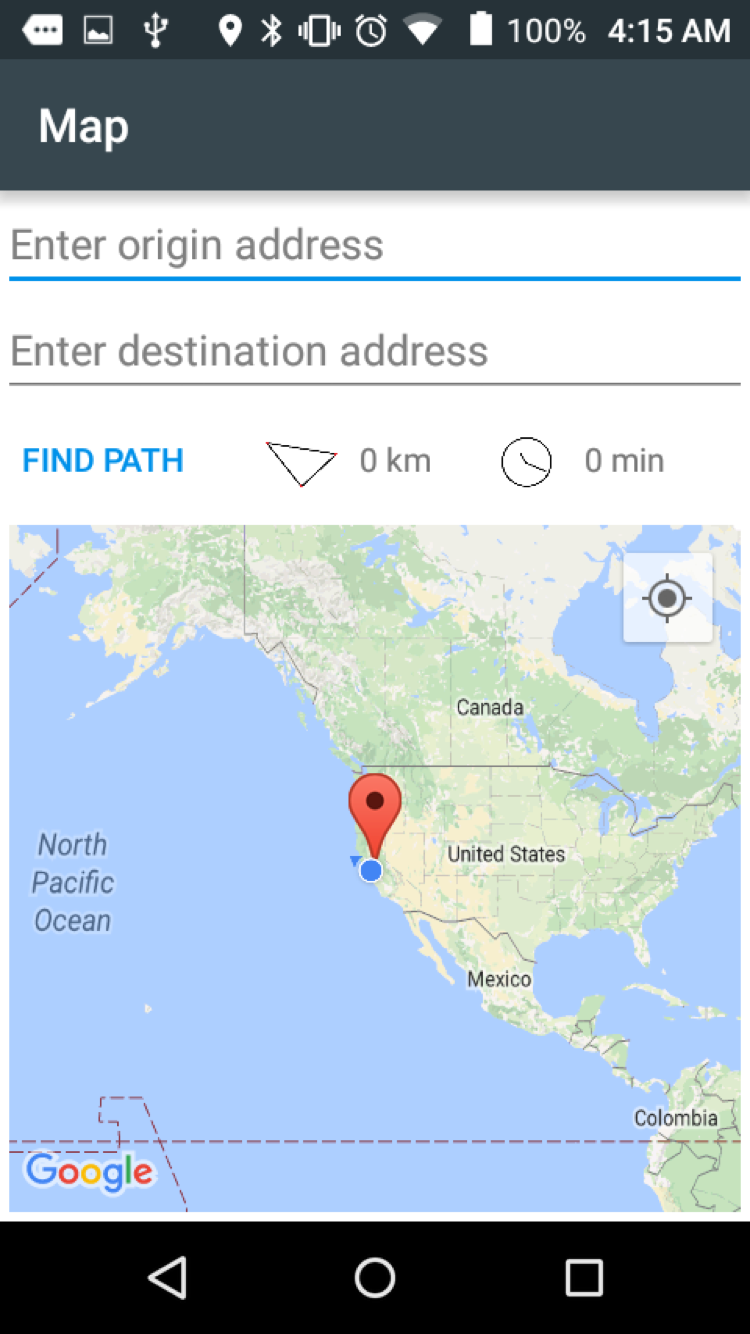 100% 4:15 AM
Map
Enter origin address
Enter destination address
FIND PATH 0 km 0 min
Canada
North
Pacific
Ocean
United States
Mexico
Colombia
Google